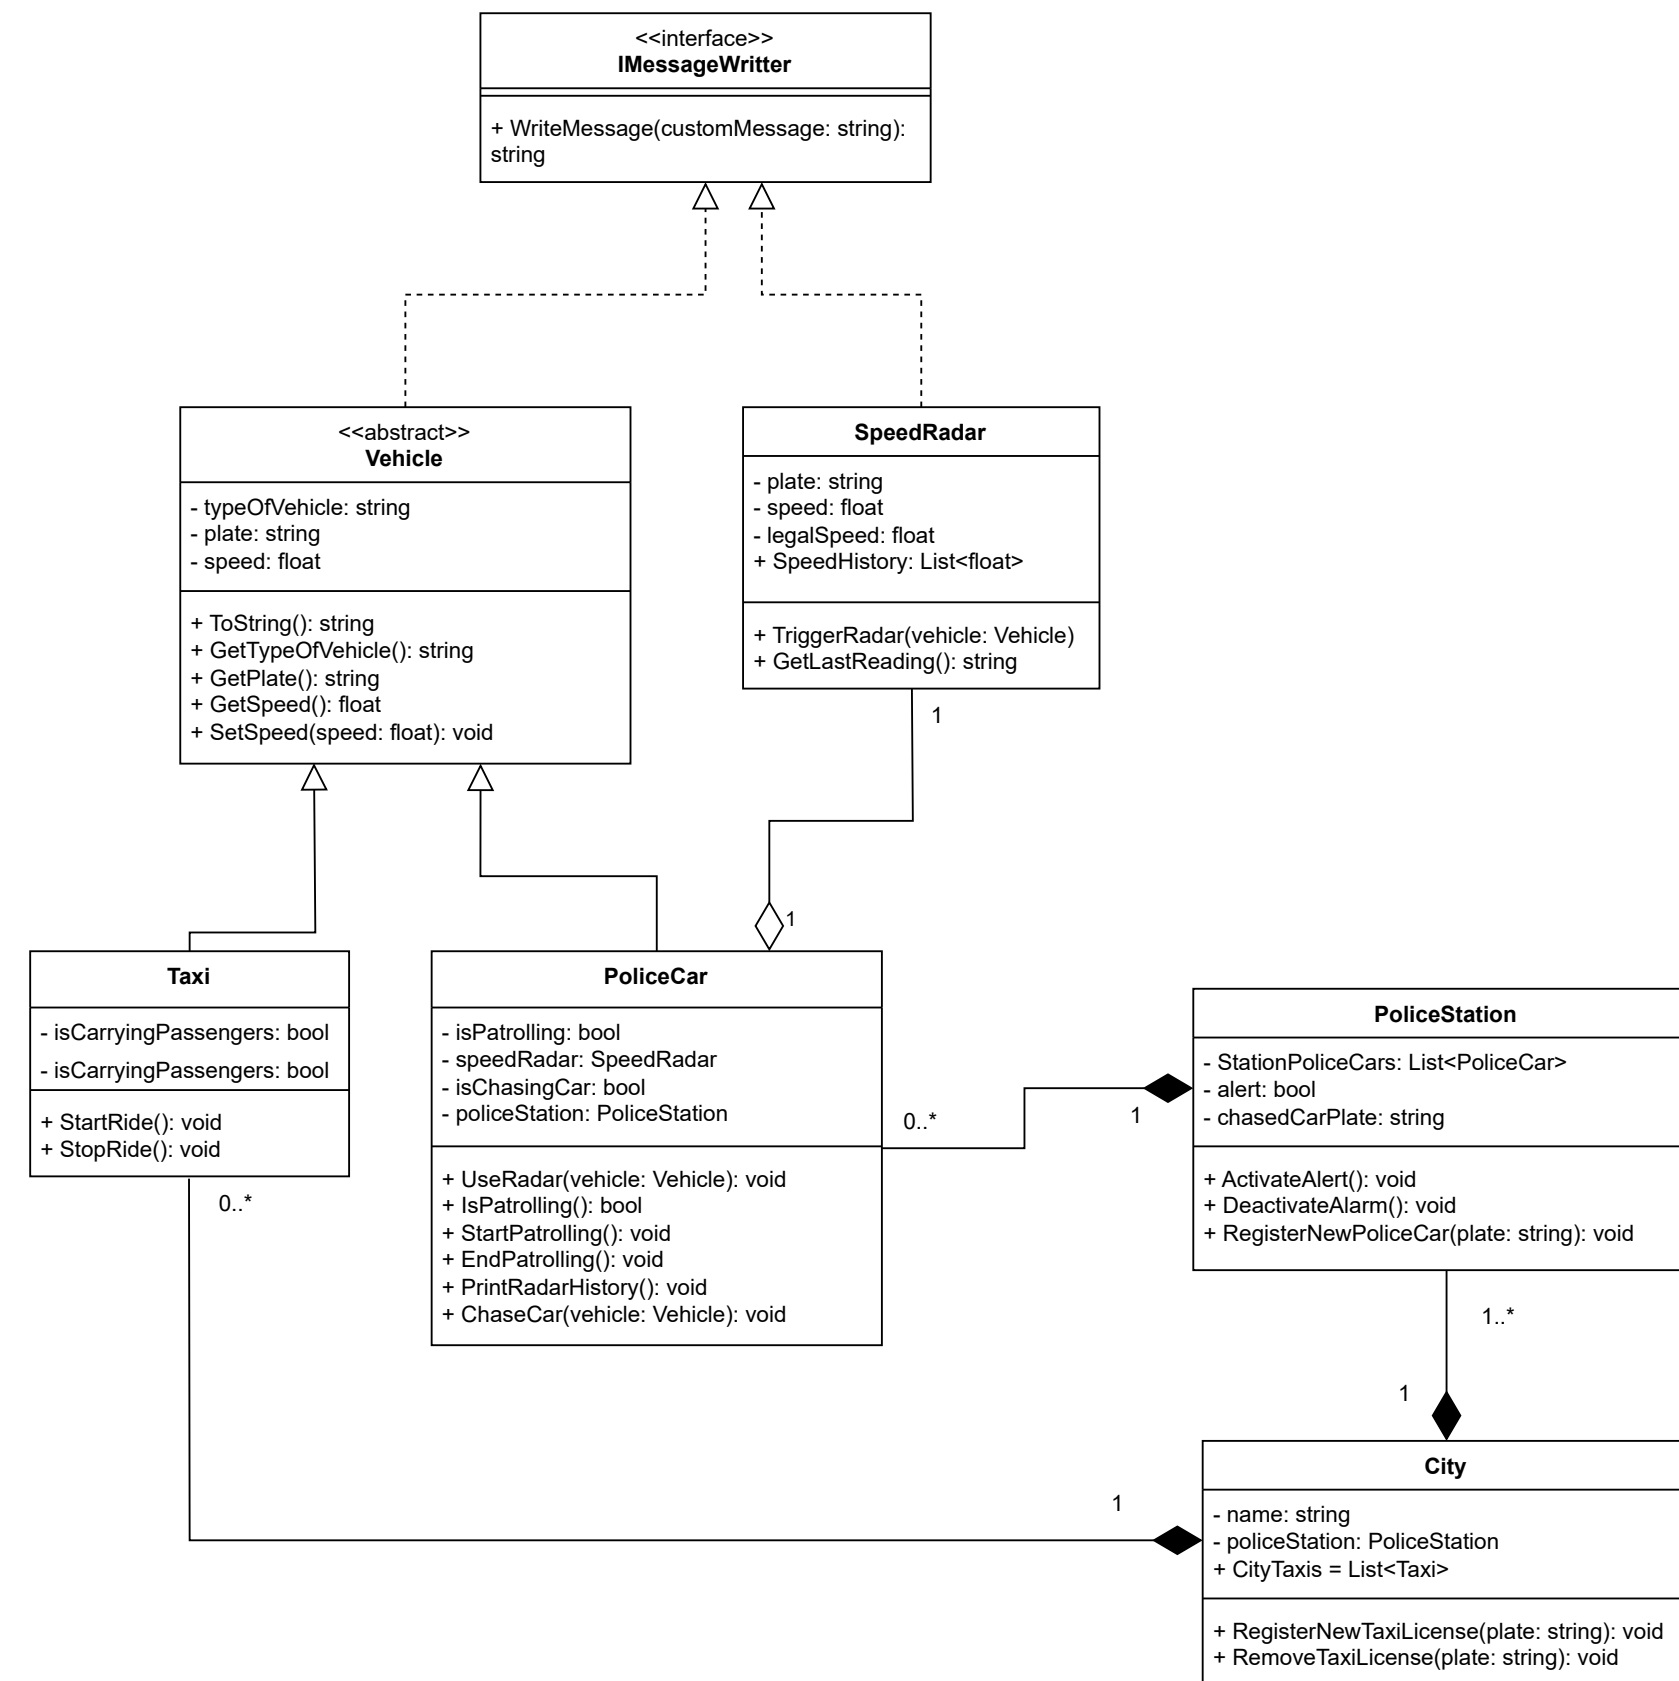 <<interface>>
IMessageWritter
+ WriteMessage(customMessage: string):
string
<<abstract>>
Vehicle
- typeOfVehicle: string
- plate: string
- speed: float
+ ToString(): string
+ GetTypeOfVehicle(): string
+ GetPlate(): string
+ GetSpeed(): float
+ SetSpeed(speed: float): void
SpeedRadar
- plate: string
- speed: float
- legalSpeed: float
+ SpeedHistory: List<float>
+ TriggerRadar(vehicle: Vehicle)
+ GetLastReading(): string
1
1
Taxi
- isCarryingPassengers: bool
- isCarryingPassengers: bool
+ StartRide(): void
+ StopRide(): void
0..*
PoliceCar
- isPatrolling: bool
- speedRadar: SpeedRadar
- isChasingCar: bool
- policeStation: PoliceStation
+ UseRadar(vehicle: Vehicle): void
+ IsPatrolling(): bool
+ StartPatrolling(): void
+ EndPatrolling(): void
+ PrintRadarHistory(): void
+ ChaseCar(vehicle: Vehicle): void
0..*
1
PoliceStation
- StationPoliceCars: List<PoliceCar>
- alert: bool
- chasedCarPlate: string
+ ActivateAlert(): void
+ DeactivateAlarm(): void
+ RegisterNewPoliceCar(plate: string): void
1..*
1
1
City
- name: string
- policeStation: PoliceStation
+ CityTaxis = List<Taxi>
+ RegisterNewTaxiLicense(plate: string): void
+ RemoveTaxiLicense(plate: string): void